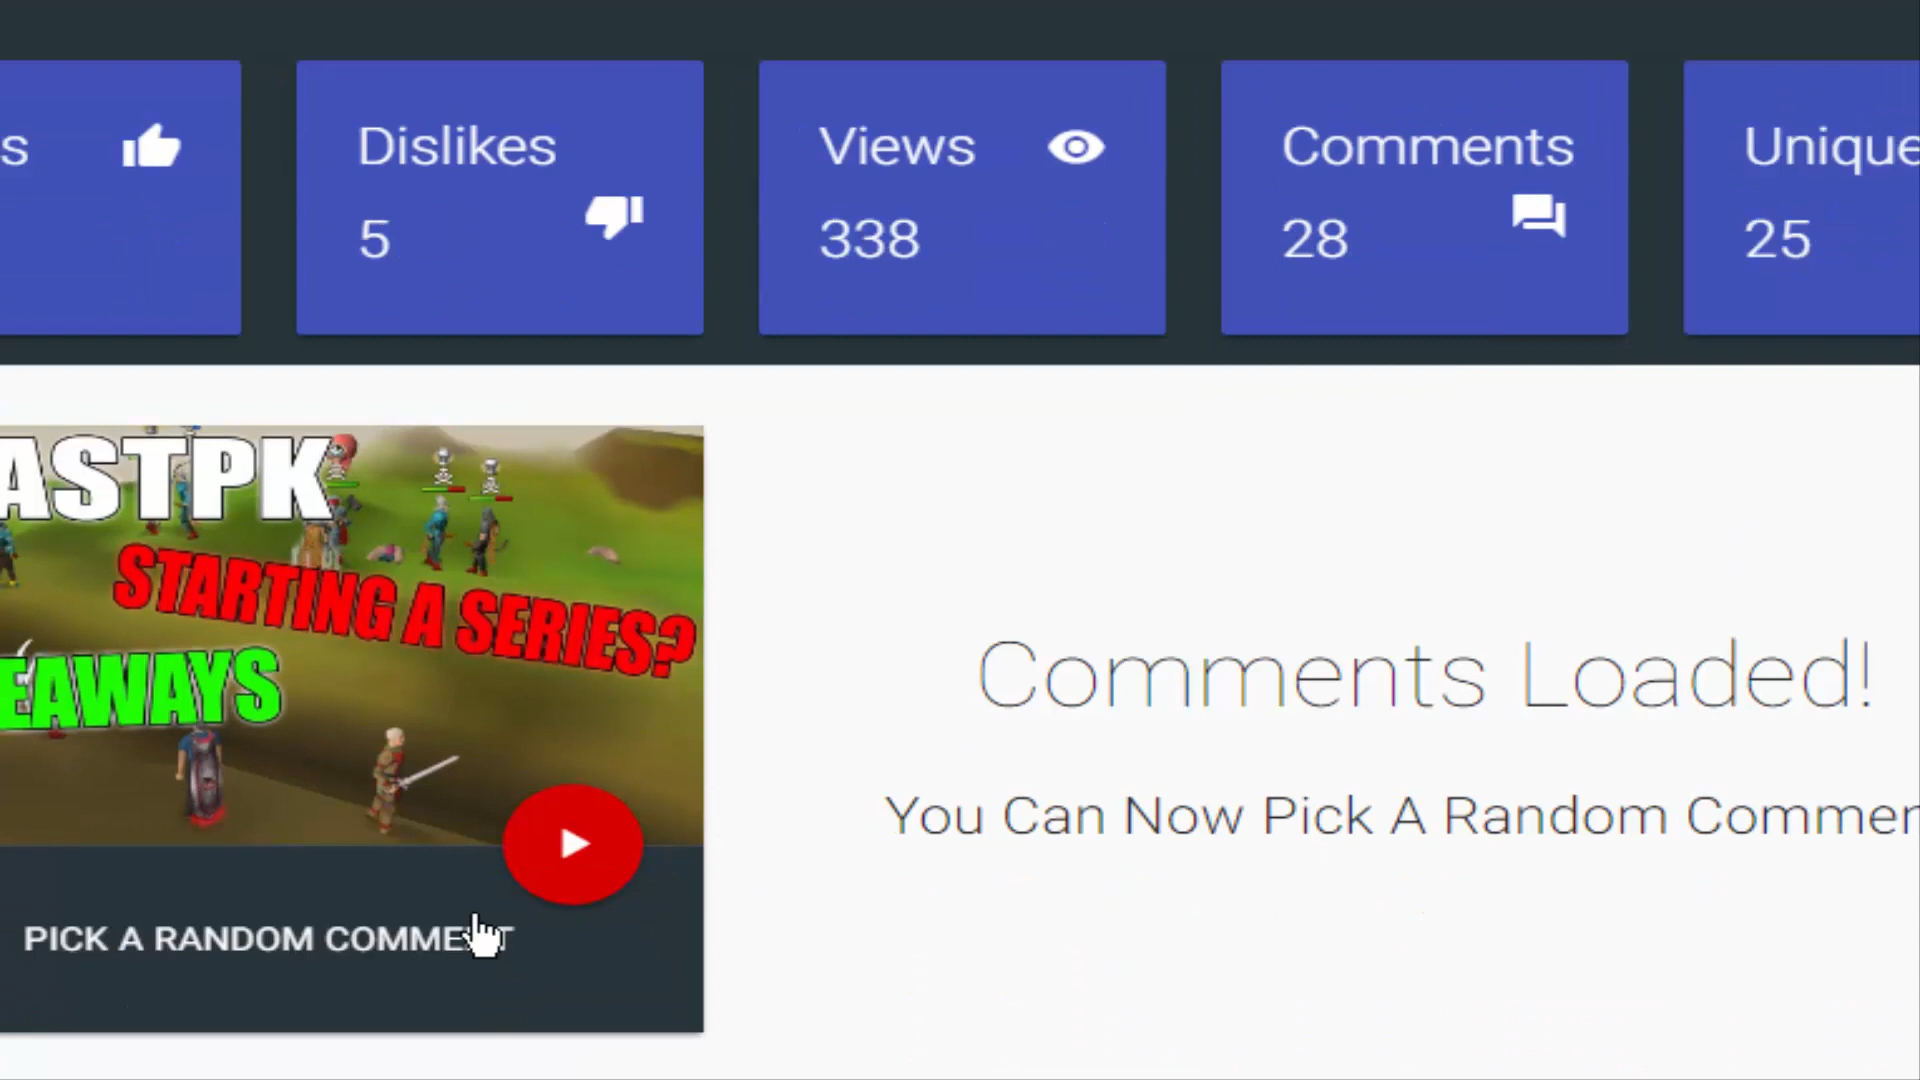 s
Dislikes
5
Views
338
Comments
28
Unique
25
ASTPK
STARTING A SERIES?
EAWAYS
PICK A RANDOM COMMENT
Comments Loaded!
You Can Now Pick A Random Commen